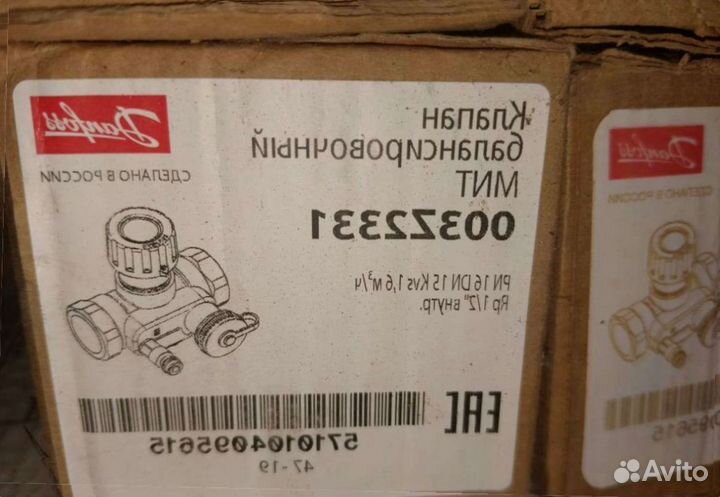 Danfoss
СДЕЛАНО В РОССИИ
Клапан
балансировочный
MNT
003Z2331
PN 16 DN 15 Kvs 1,6 м³/ч
Rp 1/2" внутр.
EAC
5710104095615
47-19
Danfoss
СДЕЛАНО В РОССИИ
095615
Avito